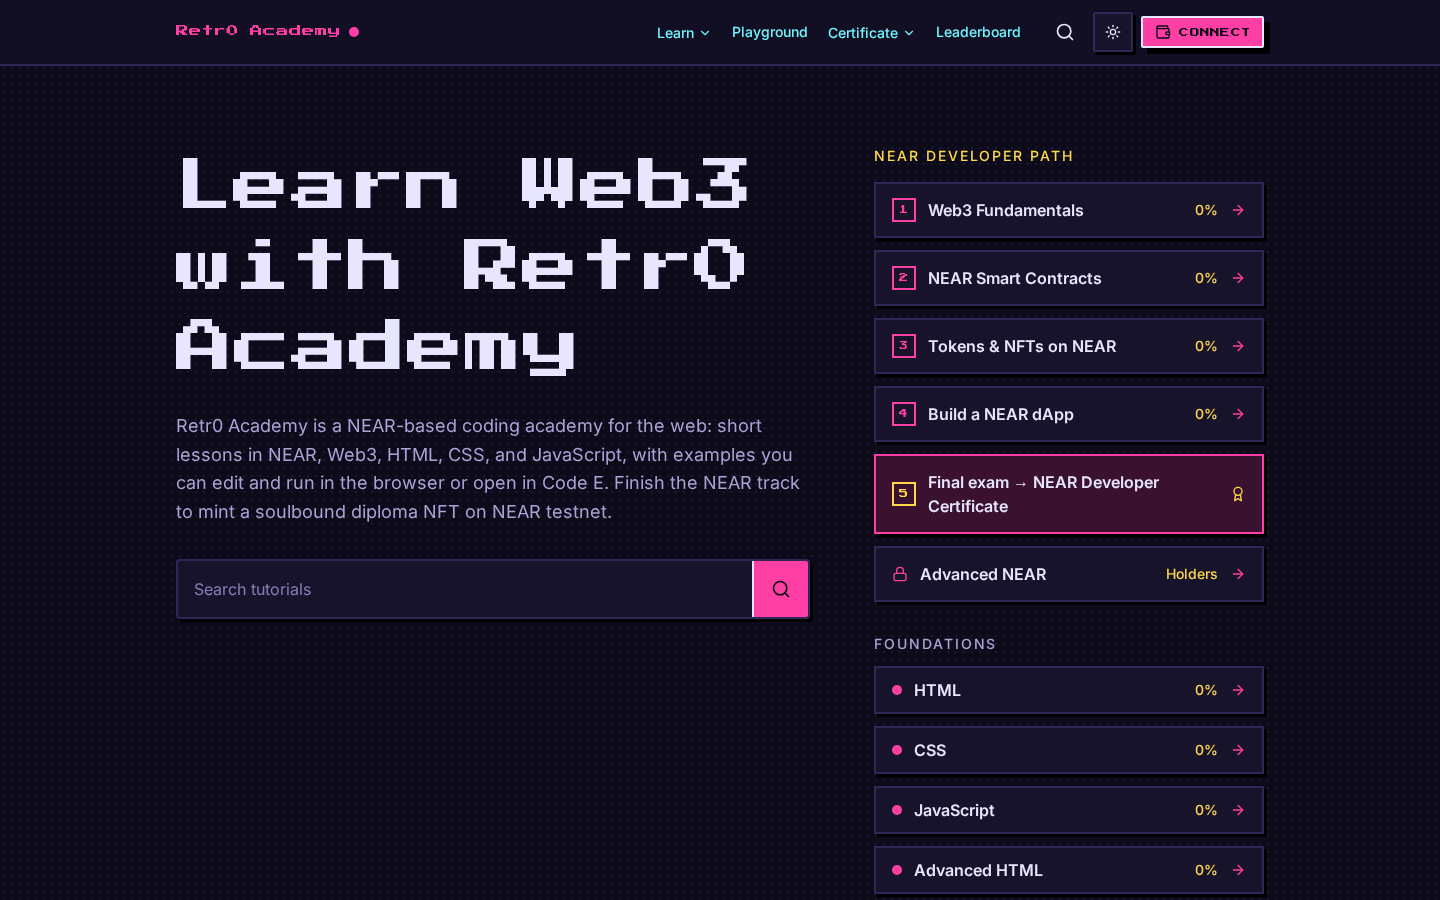 Retr0 Academy
Learn
Playground
Certificate
Leaderboard
CONNECT
Learn Web3
with Retr0
Academy
Retr0 Academy is a NEAR-based coding academy for the web: short
lessons in NEAR, Web3, HTML, CSS, and JavaScript, with examples you
can edit and run in the browser or open in Code E. Finish the NEAR track
to mint a soulbound diploma NFT on NEAR testnet.
Search tutorials
NEAR DEVELOPER PATH
1 Web3 Fundamentals 0% →
2 NEAR Smart Contracts 0% →
3 Tokens & NFTs on NEAR 0% →
4 Build a NEAR dApp 0% →
5 Final exam → NEAR Developer
Certificate
Advanced NEAR Holders →
FOUNDATIONS
HTML 0% →
CSS 0% →
JavaScript 0% →
Advanced HTML 0% →